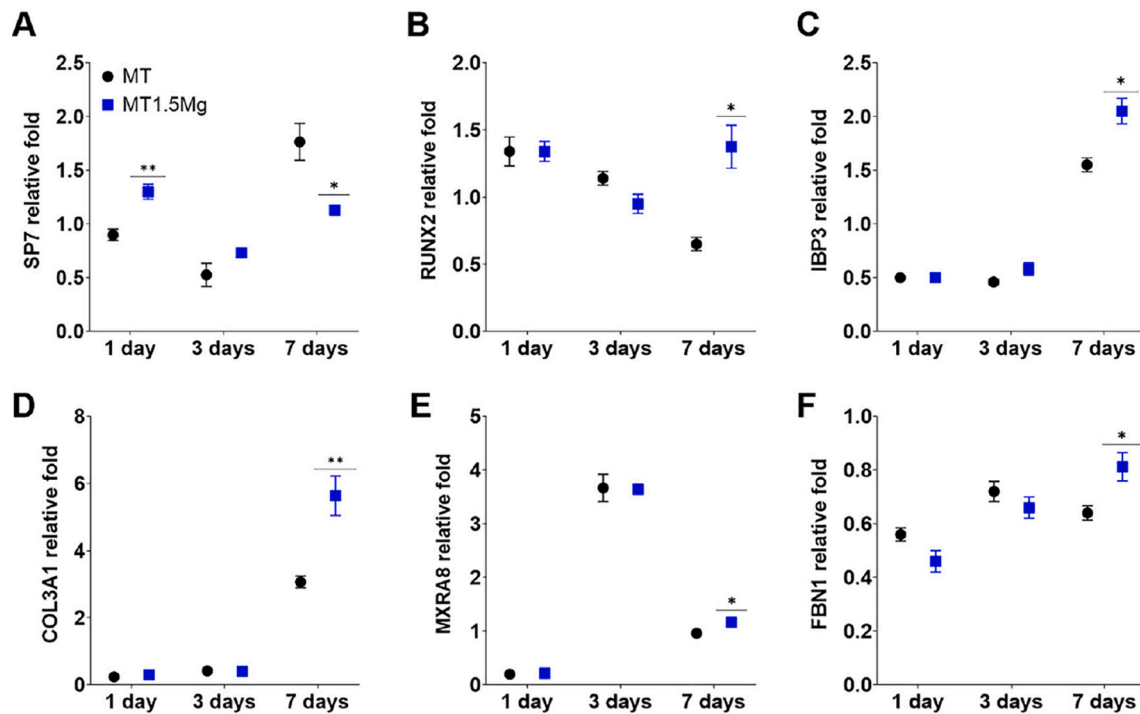 A
SP7 relative fold
2.5
2.0
1.5
1.0
0.5
0.0
MT
MT1.5Mg
**
*
1 day 3 days 7 days
B
RUNX2 relative fold
2.0
1.5
1.0
0.5
0.0
*
1 day 3 days 7 days
C
IBP3 relative fold
2.5
2.0
1.5
1.0
0.5
0.0
*
1 day 3 days 7 days
D
COL3A1 relative fold
8
6
4
2
0
**
1 day 3 days 7 days
E
MXRA8 relative fold
5
4
3
2
1
0
*
1 day 3 days 7 days
F
FBN1 relative fold
1.0
0.8
0.6
0.4
0.2
0.0
*
1 day 3 days 7 days